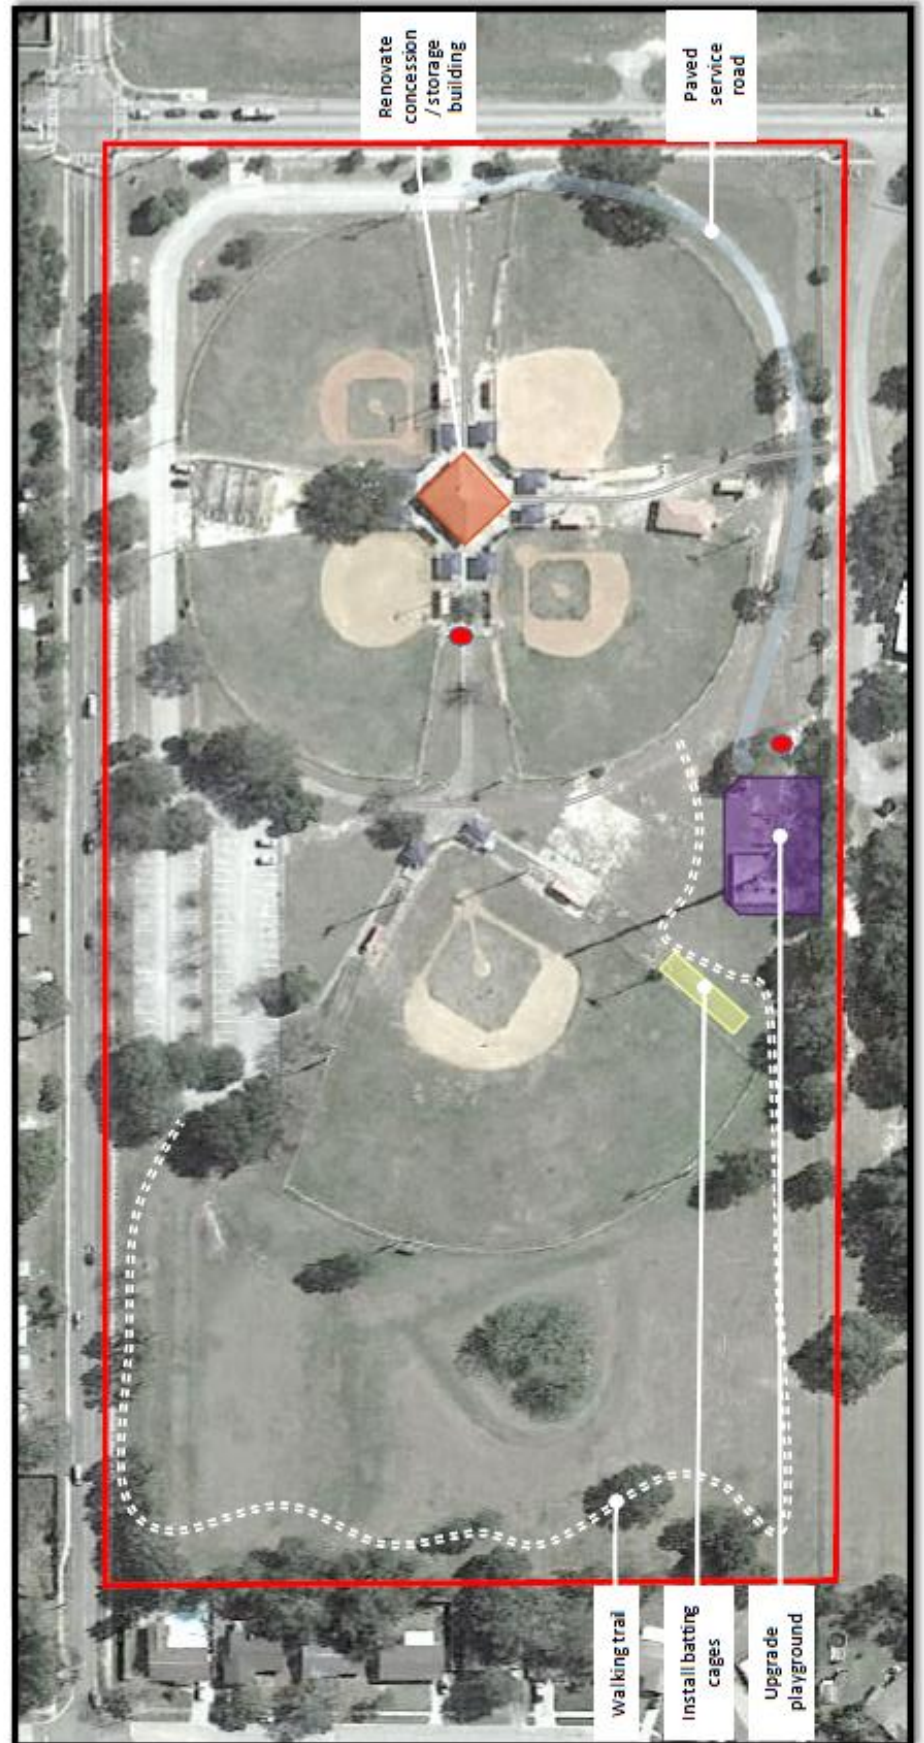 Renovate
concession
/ storage
building
Paved
service
road
Walking trail
Install batting
cages
Upgrade
playground